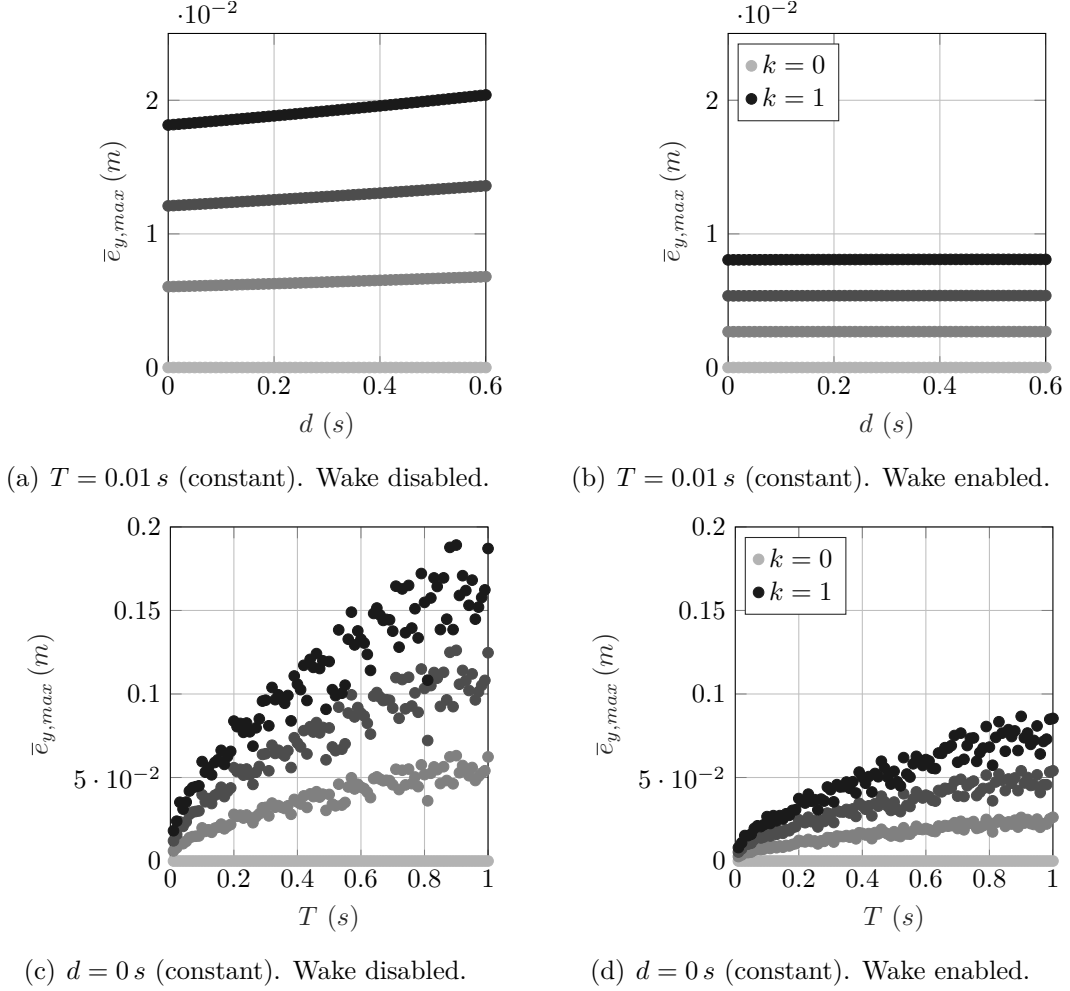 ·10⁻²
2
1
0
ē_{y,max} (m)
0 0.2 0.4 0.6
d (s)
(a) T = 0.01 s (constant). Wake disabled.
·10⁻²
k = 0
k = 1
2
1
0
ē_{y,max} (m)
0 0.2 0.4 0.6
d (s)
(b) T = 0.01 s (constant). Wake enabled.
0.2
0.15
0.1
5 · 10⁻²
0
ē_{y,max} (m)
0 0.2 0.4 0.6 0.8 1
T (s)
(c) d = 0 s (constant). Wake disabled.
k = 0
k = 1
0.2
0.15
0.1
5 · 10⁻²
0
ē_{y,max} (m)
0 0.2 0.4 0.6 0.8 1
T (s)
(d) d = 0 s (constant). Wake enabled.